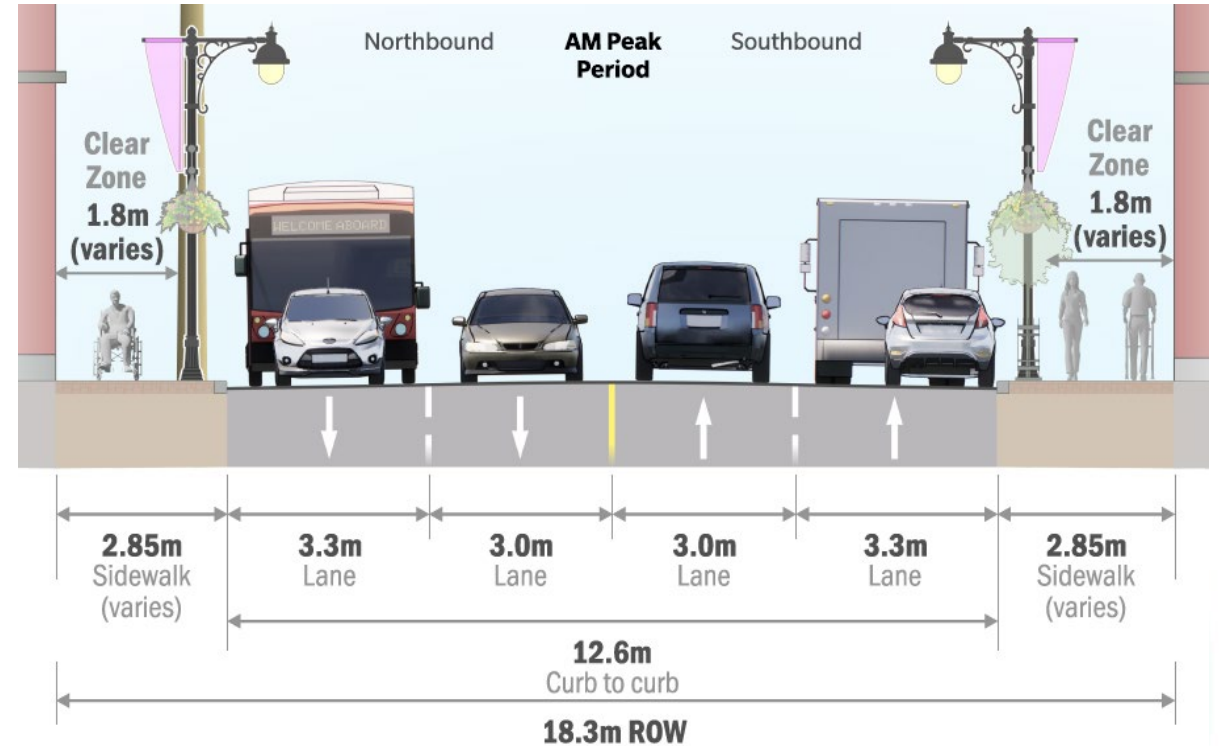 Northbound
AM Peak
Period
Southbound
Clear
Zone
1.8m
(varies)
Clear
Zone
1.8m
(varies)
WELCOME ABOARD
2.85m
Sidewalk
(varies)
3.3m
Lane
3.0m
Lane
3.0m
Lane
3.3m
Lane
2.85m
Sidewalk
(varies)
12.6m
Curb to curb
18.3m ROW